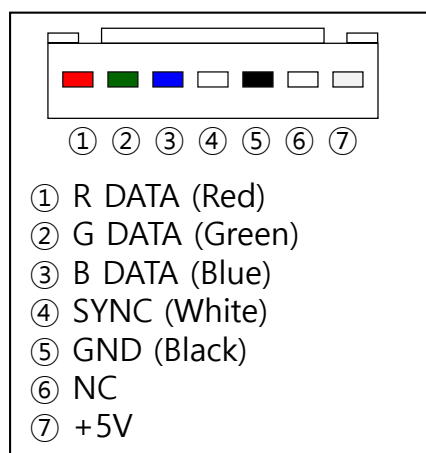 ① ② ③ ④ ⑤ ⑥ ⑦
① R DATA (Red)
② G DATA (Green)
③ B DATA (Blue)
④ SYNC (White)
⑤ GND (Black)
⑥ NC
⑦ +5V